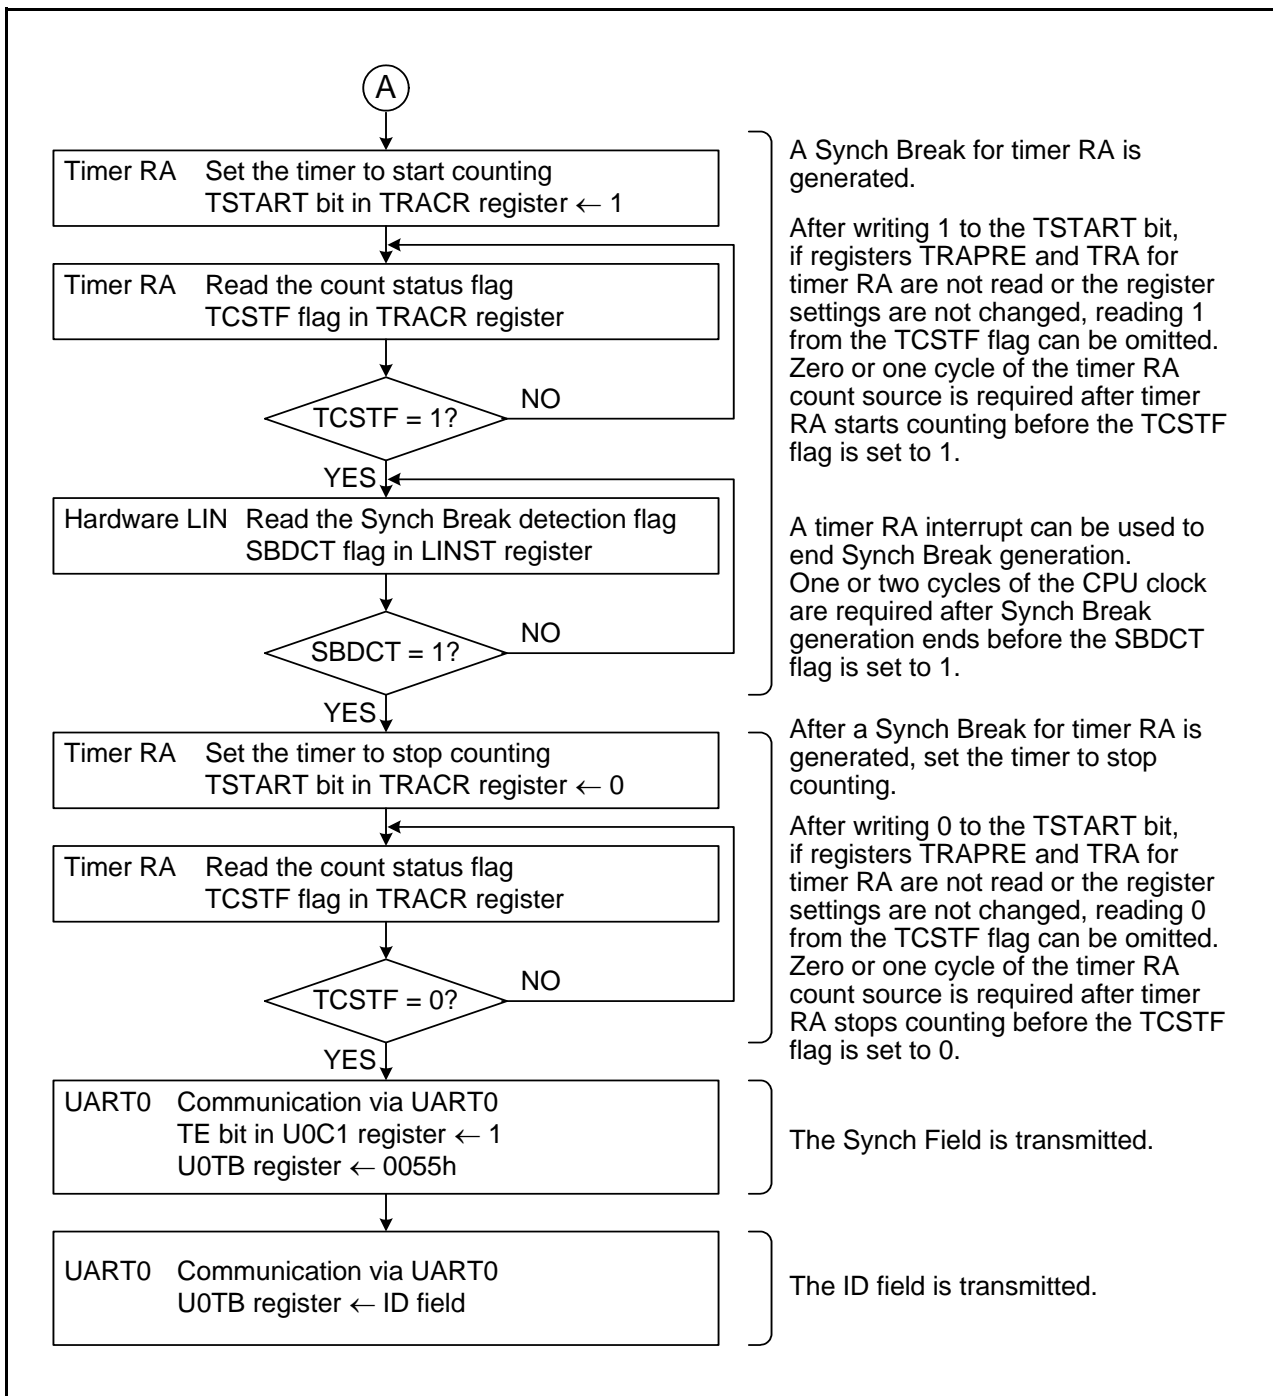 A
Timer RA Set the timer to start counting
TSTART bit in TRACR register ← 1
Timer RA Read the count status flag
TCSTF flag in TRACR register
TCSTF = 1?
NO
YES
Hardware LIN Read the Synch Break detection flag
SBDCT flag in LINST register
SBDCT = 1?
NO
YES
A Synch Break for timer RA is
generated.
After writing 1 to the TSTART bit,
if registers TRAPRE and TRA for
timer RA are not read or the register
settings are not changed, reading 1
from the TCSTF flag can be omitted.
Zero or one cycle of the timer RA
count source is required after timer
RA starts counting before the TCSTF
flag is set to 1.
A timer RA interrupt can be used to
end Synch Break generation.
One or two cycles of the CPU clock
are required after Synch Break
generation ends before the SBDCT
flag is set to 1.
Timer RA Set the timer to stop counting
TSTART bit in TRACR register ← 0
Timer RA Read the count status flag
TCSTF flag in TRACR register
TCSTF = 0?
NO
YES
After a Synch Break for timer RA is
generated, set the timer to stop
counting.
After writing 0 to the TSTART bit,
if registers TRAPRE and TRA for
timer RA are not read or the register
settings are not changed, reading 0
from the TCSTF flag can be omitted.
Zero or one cycle of the timer RA
count source is required after timer
RA stops counting before the TCSTF
flag is set to 0.
UART0 Communication via UART0
TE bit in U0C1 register ← 1
U0TB register ← 0055h
The Synch Field is transmitted.
UART0 Communication via UART0
U0TB register ← ID field
The ID field is transmitted.